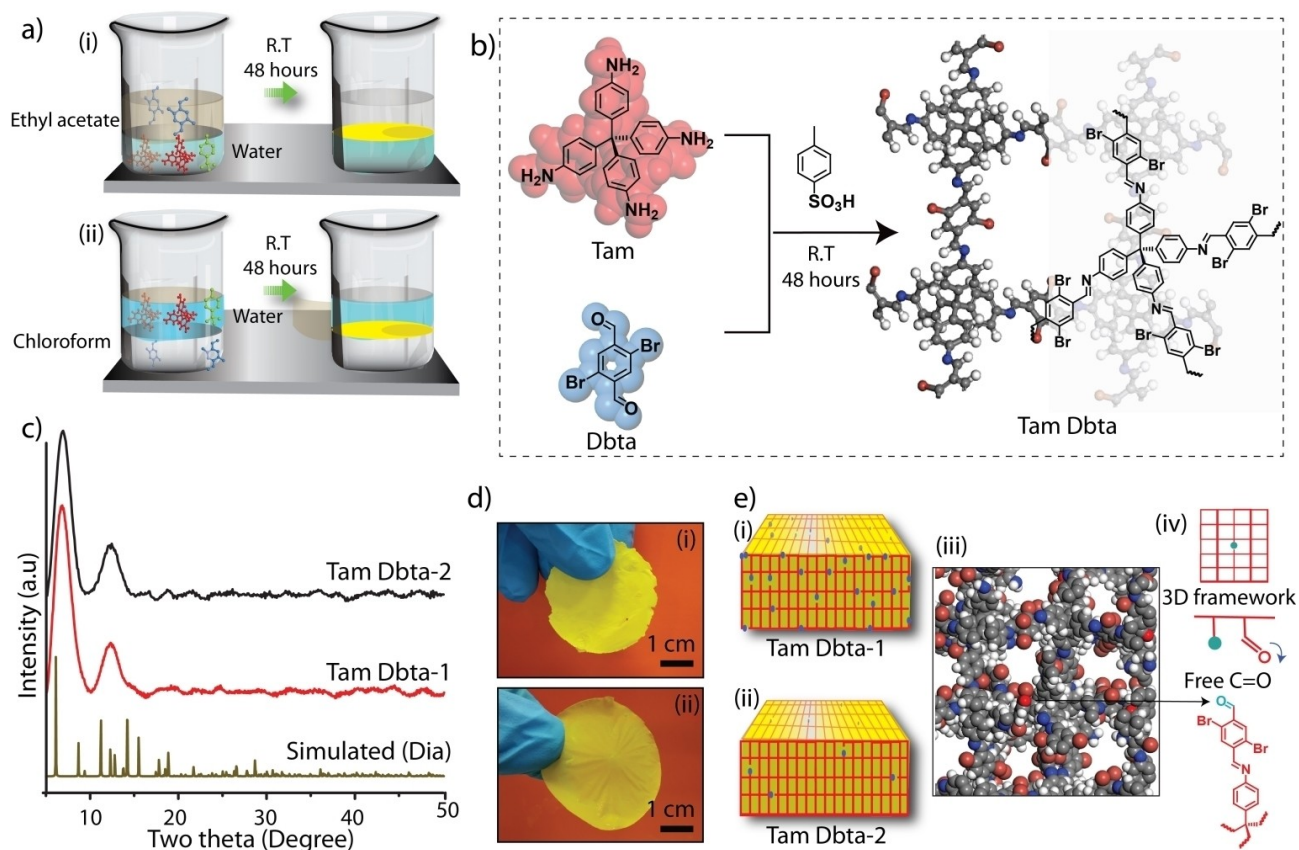 a)
(i)
R.T
48 hours
Ethyl acetate
Water
(ii)
R.T
48 hours
Water
Chloroform
b)
NH2
NH2
H2N
NH2
Tam
O
Br
Br
O
Dbta
SO3H
R.T
48 hours
Br
Br
N
Br
N
Br
Br
N
Br
N
Br
Br
Tam Dbta
c)
Intensity (a.u)
Tam Dbta-2
Tam Dbta-1
Simulated (Dia)
10 20 30 40 50
Two theta (Degree)
d)
(i)
1 cm
(ii)
1 cm
e)
(i)
Tam Dbta-1
(ii)
Tam Dbta-2
(iii)
(iv)
3D framework
O
Free C=O
O
Br
Br
N